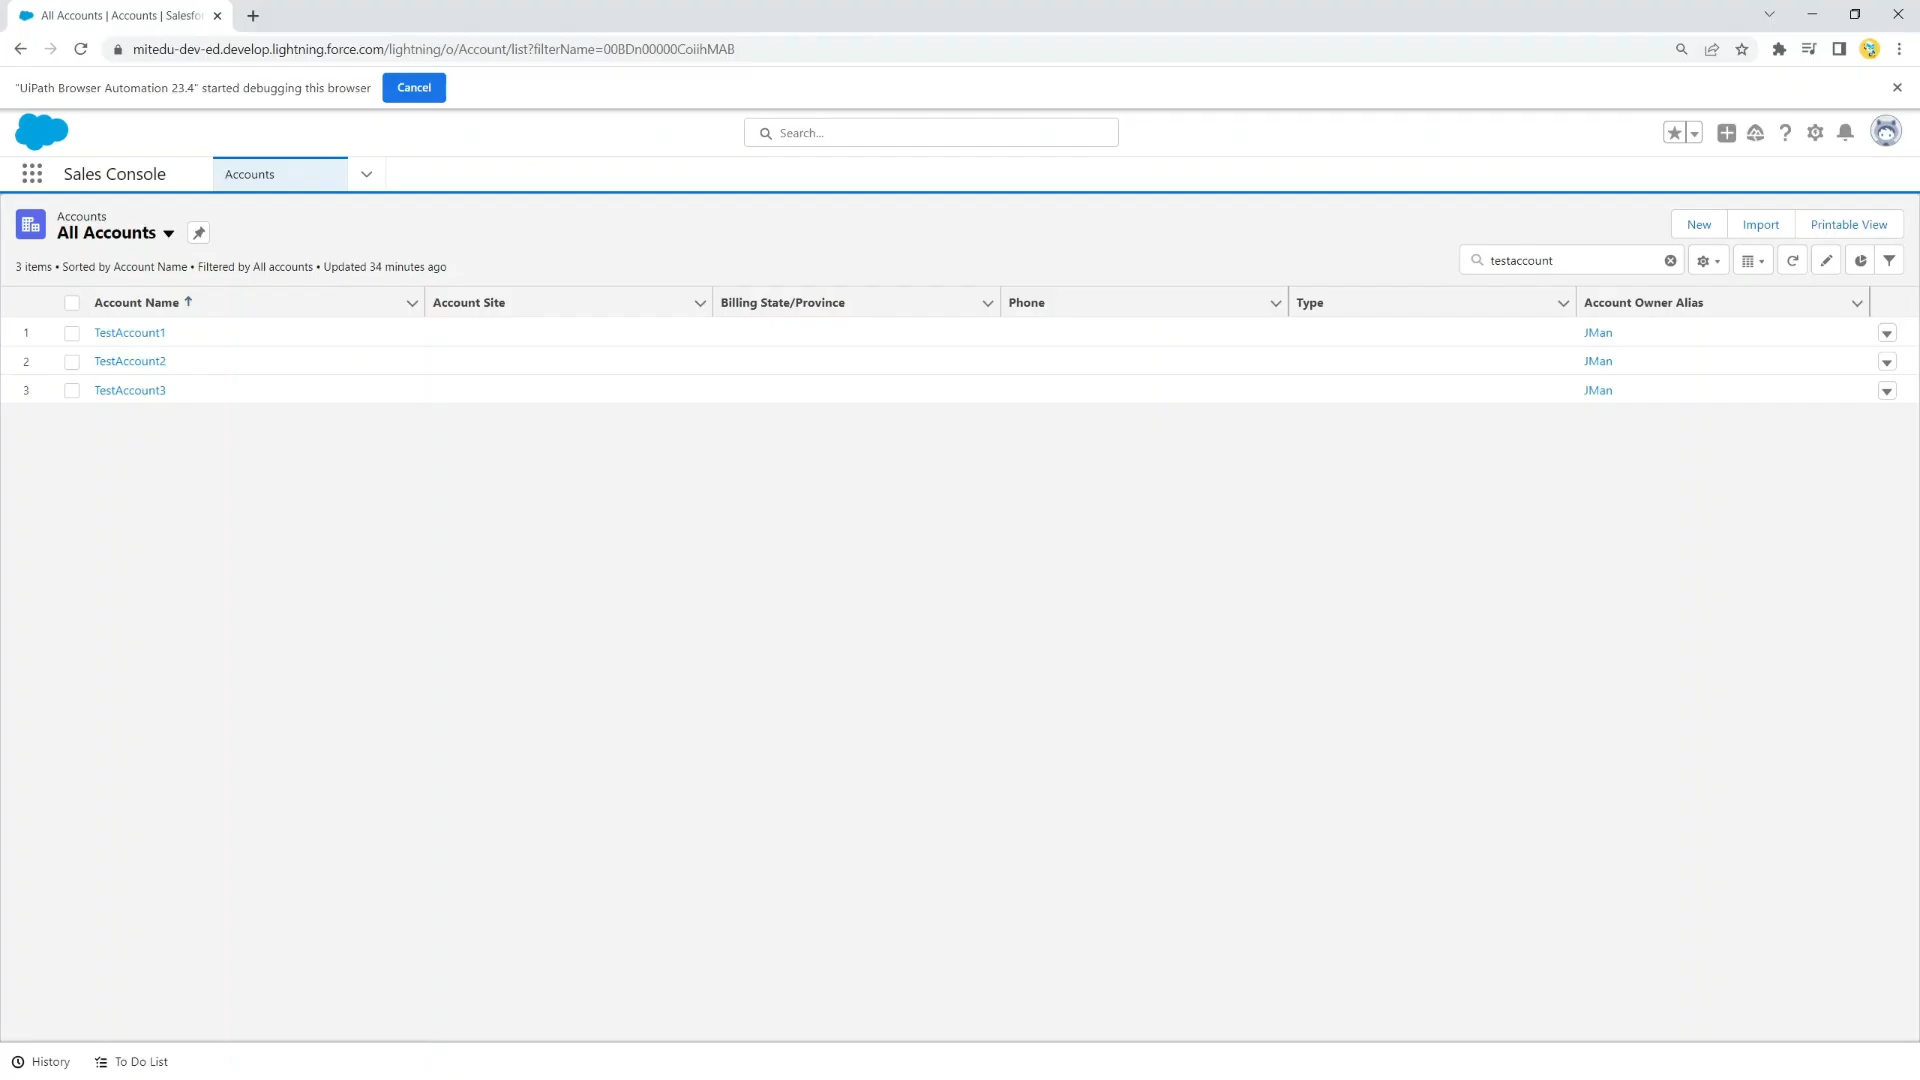 All Accounts | Accounts | Salesfo
mitedu-dev-ed.develop.lightning.force.com/lightning/o/Account/list?filterName=00BDn00000CoiihMAB
"UiPath Browser Automation 23.4" started debugging this browser
Cancel
Search...
Sales Console
Accounts
Accounts
All Accounts
New
Import
Printable View
3 items • Sorted by Account Name • Filtered by All accounts • Updated 34 minutes ago
testaccount
Account Name
Account Site
Billing State/Province
Phone
Type
Account Owner Alias
1 TestAccount1 JMan
2 TestAccount2 JMan
3 TestAccount3 JMan
History
To Do List